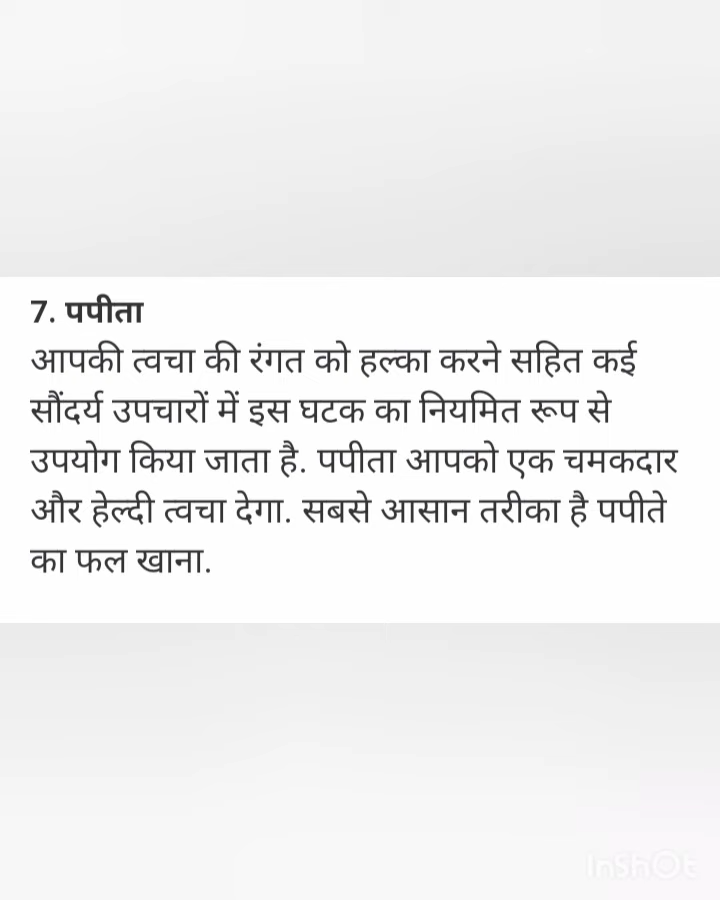 7. पपीता
आपकी त्वचा की रंगत को हल्का करने सहित कई
सौंदर्य उपचारों में इस घटक का नियमित रूप से
उपयोग किया जाता है. पपीता आपको एक चमकदार
और हेल्दी त्वचा देगा. सबसे आसान तरीका है पपीते
का फल खाना.
InShOt